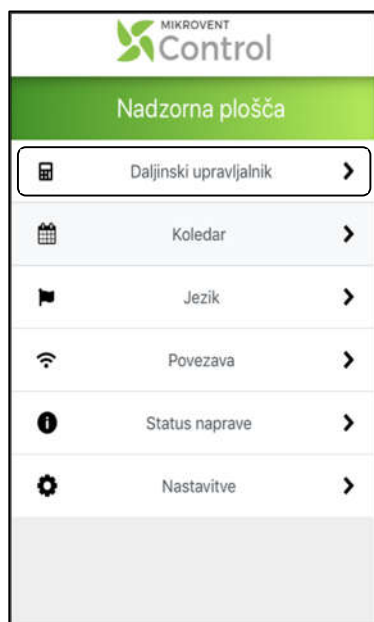 MIKROVENT
Control
Nadzorna plošča
Daljinski upravljalnik
Koledar
Jezik
Povezava
Status naprave
Nastavitve